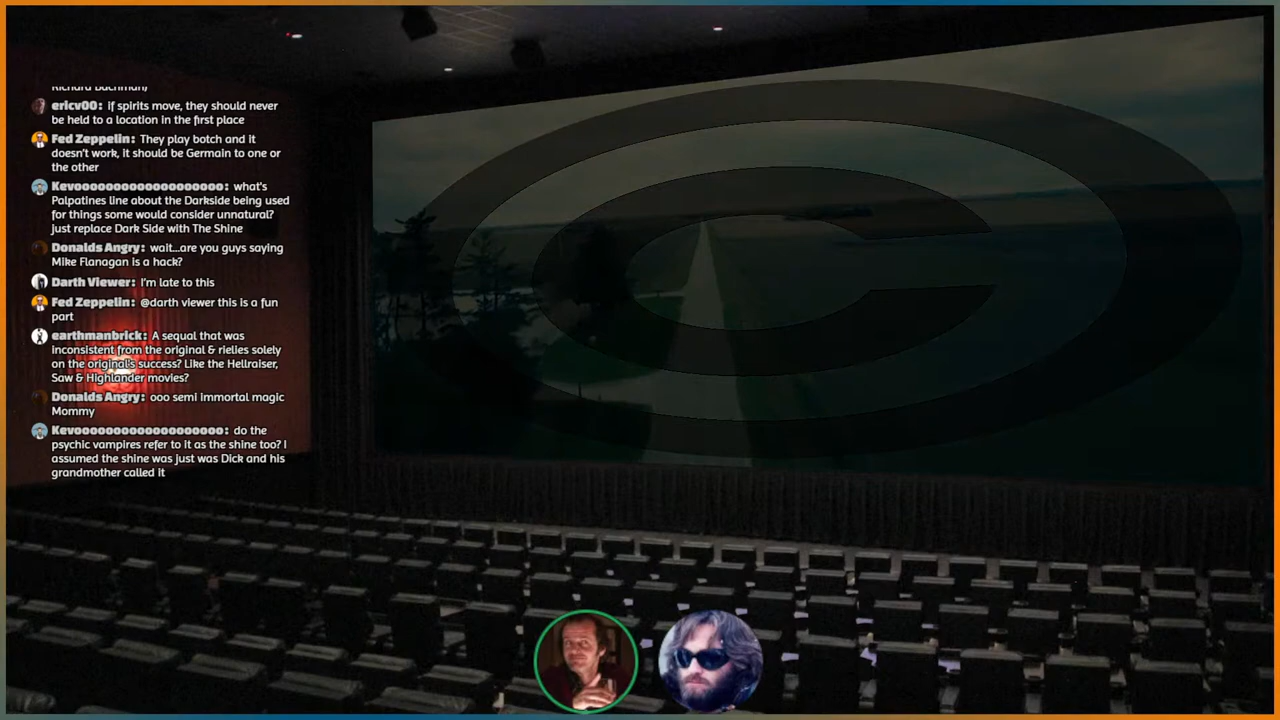 Richard Bachman)
ericv00: if spirits move, they should never
be held to a location in the first place
Fed Zeppelin: They play botch and it
doesn't work, it should be Germain to one or
the other
Kevooooooooooooooooooo: what's
Palpatines line about the Darkside being used
for things some would consider unnatural?
Just replace Dark Side with The Shine
Donalds Angry: wait...are you guys saying
Mike Flanagan is a hack?
Darth Viewer: I'm late to this
Fed Zeppelin: @darth viewer this is a fun
part
earthmanbrick: A sequal that was
inconsistent from the original & rielies solely
on the original's success? Like the Hellraiser,
Saw & Highlander movies?
Donalds Angry: ooo semi immortal magic
Mommy
Kevooooooooooooooooooo: do the
psychic vampires refer to it as the shine too? I
assumed the shine was just was Dick and his
grandmother called it